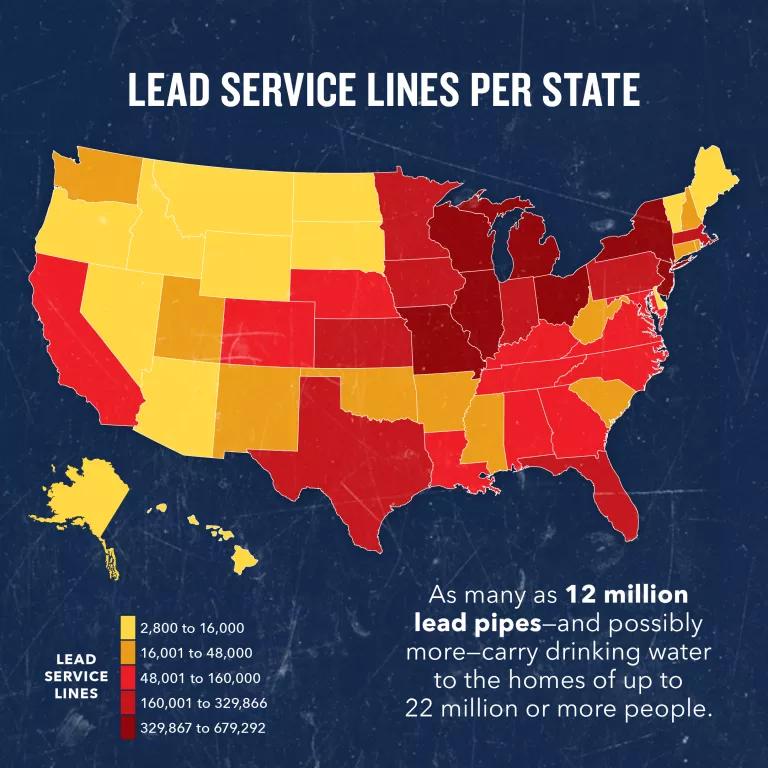 LEAD SERVICE LINES PER STATE
As many as 12 million
lead pipes—and possibly
more—carry drinking water
to the homes of up to
22 million or more people.
LEAD
SERVICE
LINES
2,800 to 16,000
16,001 to 48,000
48,001 to 160,000
160,001 to 329,866
329,867 to 679,292